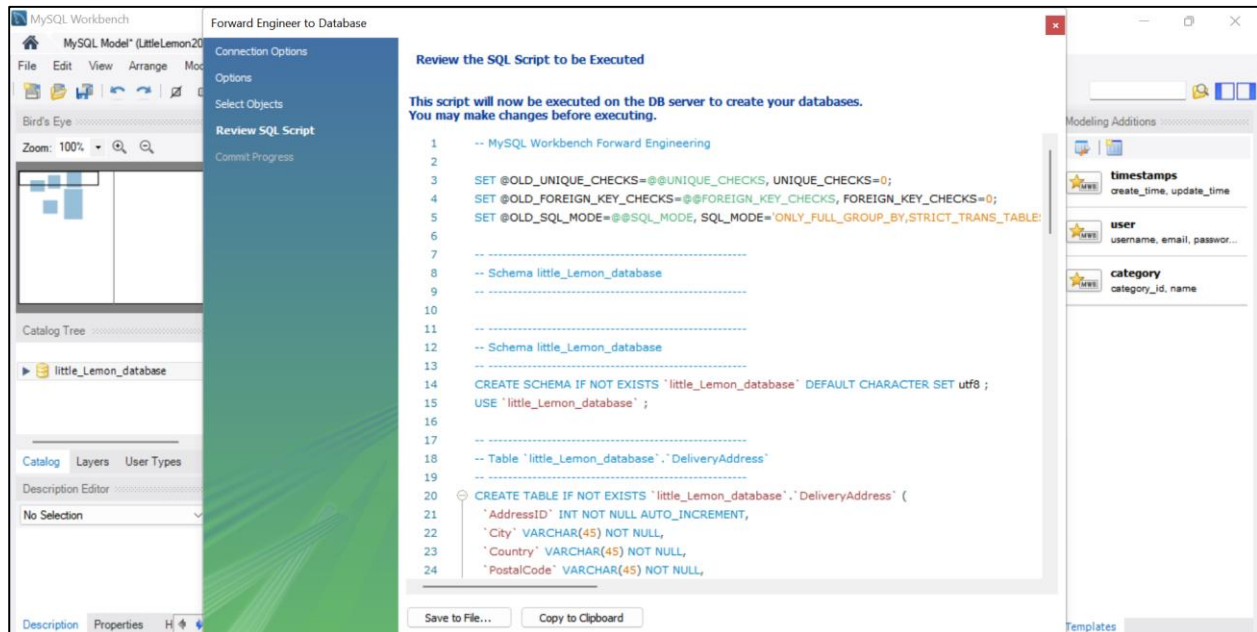 MySQL Workbench
MySQL Model* (LittleLemon20
File Edit View Arrange Mod
Bird's Eye
Zoom: 100%
Catalog Tree
little_Lemon_database
Catalog Layers User Types
Description Editor
No Selection
Description Properties H
Forward Engineer to Database
Connection Options
Options
Select Objects
Review SQL Script
Commit Progress
Review the SQL Script to be Executed
This script will now be executed on the DB server to create your databases.
You may make changes before executing.
1 -- MySQL Workbench Forward Engineering
2
3 SET @OLD_UNIQUE_CHECKS=@@UNIQUE_CHECKS, UNIQUE_CHECKS=0;
4 SET @OLD_FOREIGN_KEY_CHECKS=@@FOREIGN_KEY_CHECKS, FOREIGN_KEY_CHECKS=0;
5 SET @OLD_SQL_MODE=@@SQL_MODE, SQL_MODE='ONLY_FULL_GROUP_BY,STRICT_TRANS_TABLES
6
7 -- -----------------------------------------------------
8 -- Schema little_Lemon_database
9 -- -----------------------------------------------------
10
11 -- -----------------------------------------------------
12 -- Schema little_Lemon_database
13 -- -----------------------------------------------------
14 CREATE SCHEMA IF NOT EXISTS `little_Lemon_database` DEFAULT CHARACTER SET utf8 ;
15 USE `little_Lemon_database` ;
16
17 -- -----------------------------------------------------
18 -- Table `little_Lemon_database`.`DeliveryAddress`
19 -- -----------------------------------------------------
20 CREATE TABLE IF NOT EXISTS `little_Lemon_database`.`DeliveryAddress` (
21 `AddressID` INT NOT NULL AUTO_INCREMENT,
22 `City` VARCHAR(45) NOT NULL,
23 `Country` VARCHAR(45) NOT NULL,
24 `PostalCode` VARCHAR(45) NOT NULL,
Save to File... Copy to Clipboard
Modeling Additions
timestamps
create_time, update_time
user
username, email, passwor...
category
category_id, name
Templates